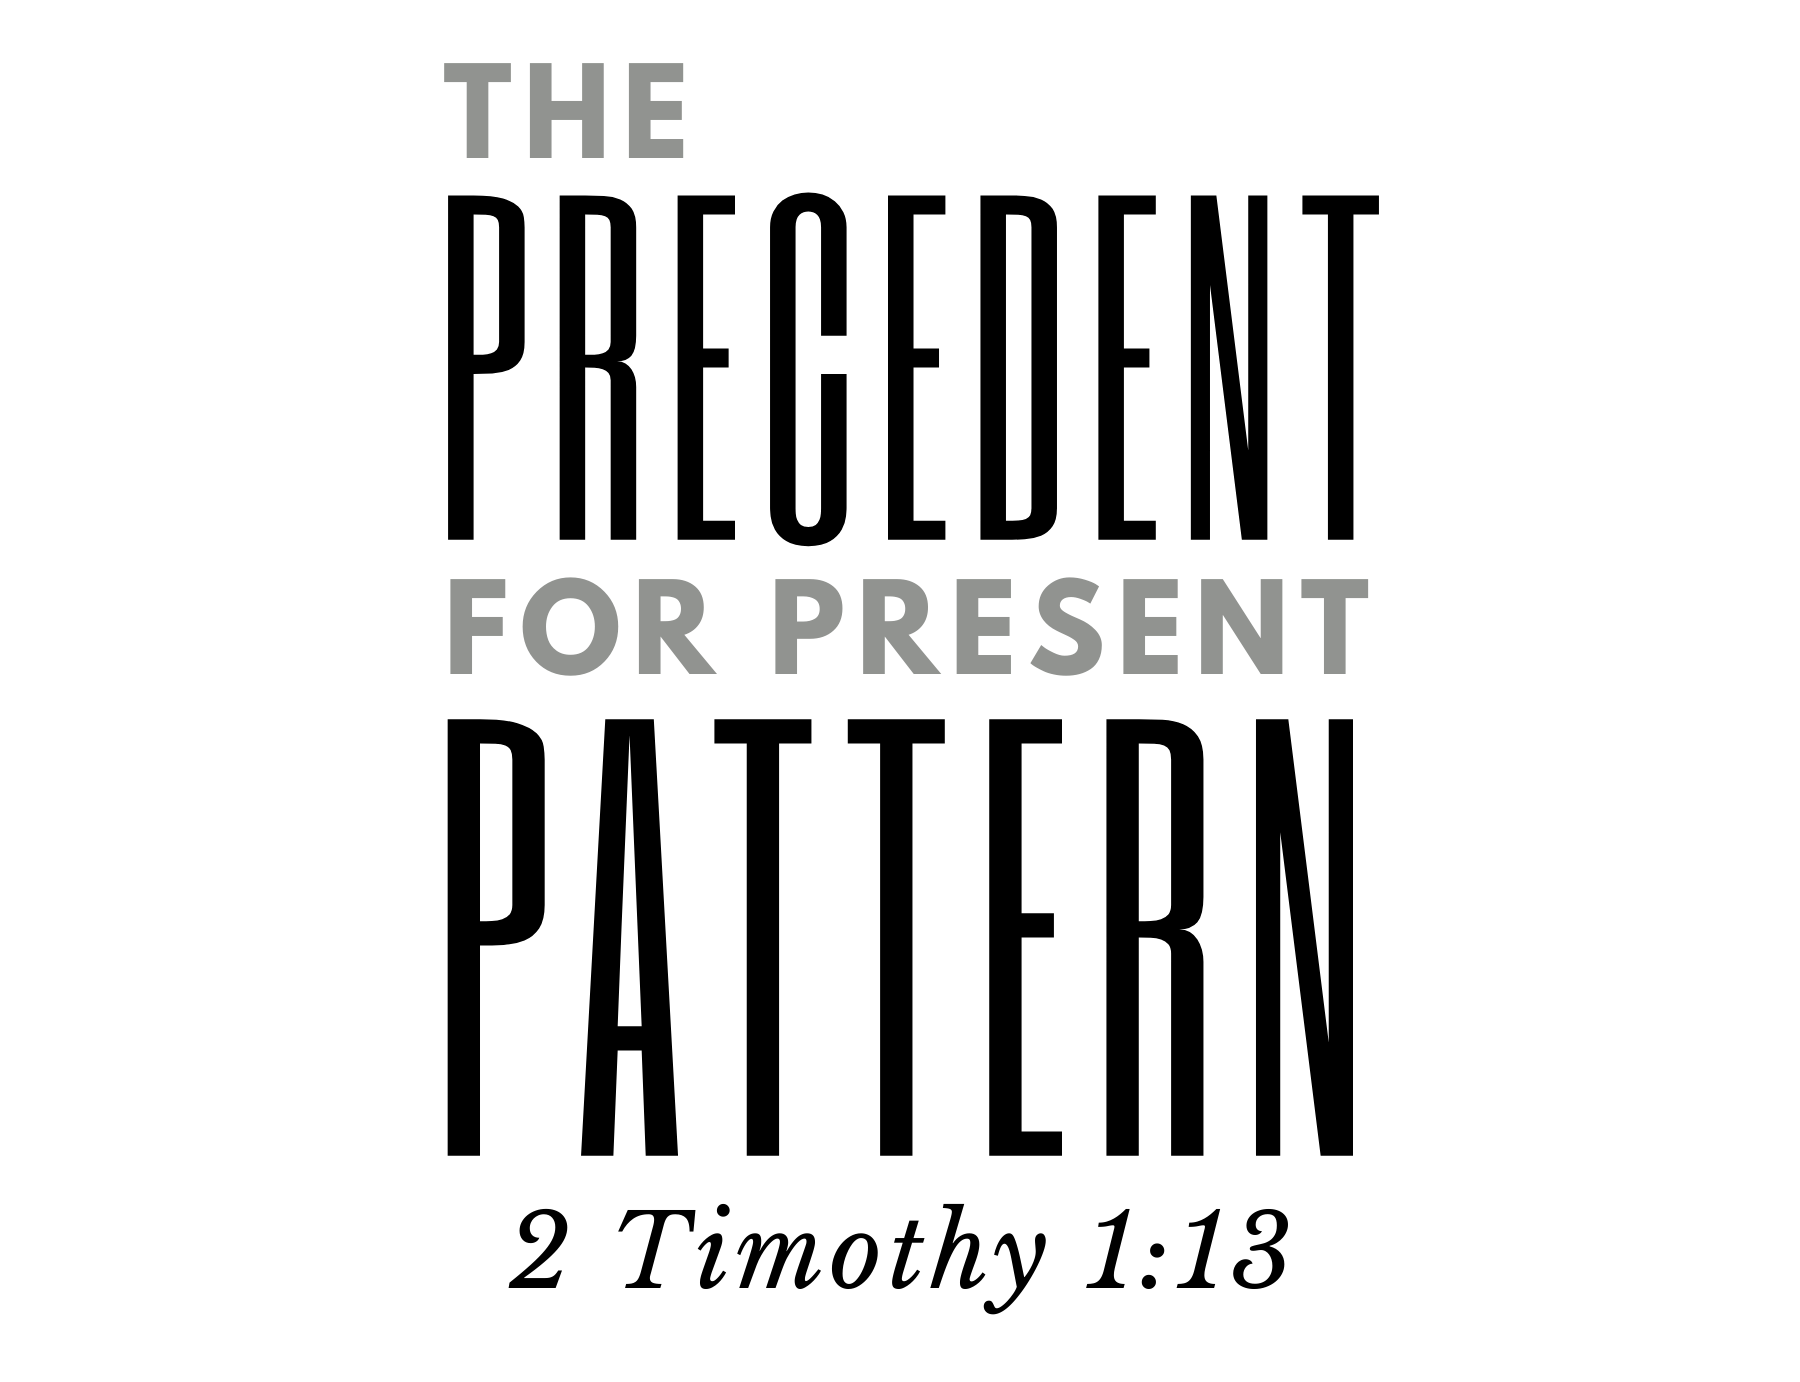 THE
PRECEDENT
FOR PRESENT
PATTERN
2 Timothy 1:13